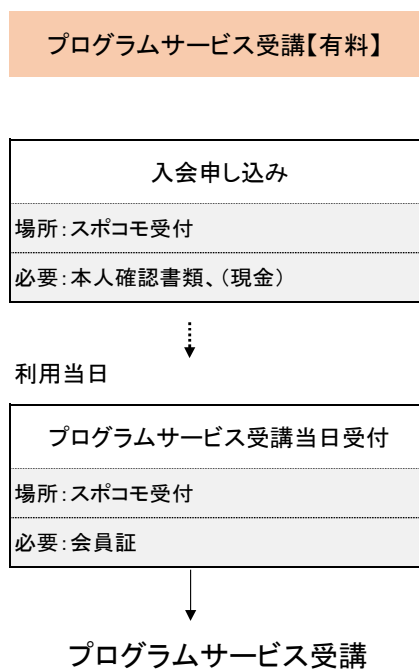 プログラムサービス受講【有料】
入会申し込み
場所：スポコモ受付
必要：本人確認書類、（現金）
利用当日
プログラムサービス受講当日受付
場所：スポコモ受付
必要：会員証
プログラムサービス受講